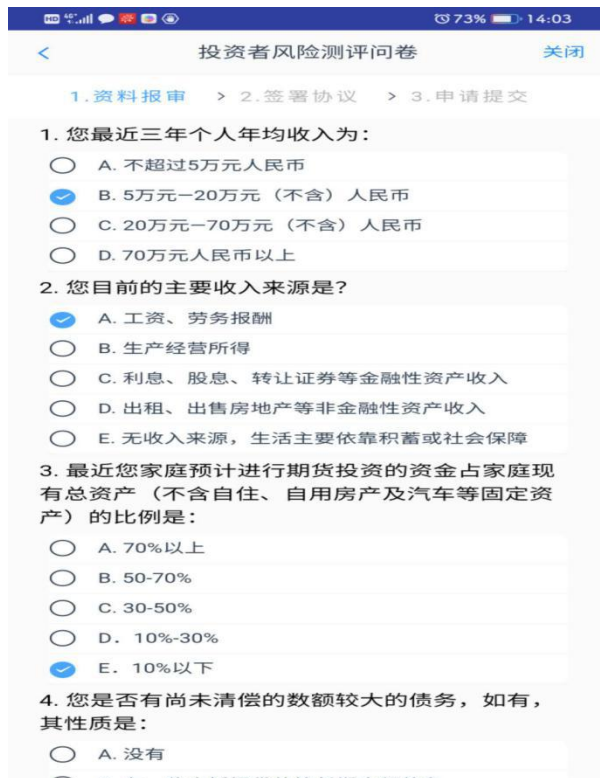 73% 14:03
投资者风险测评问卷 关闭
1.资料报审 > 2.签署协议 > 3.申请提交
1. 您最近三年个人年均收入为：
A. 不超过5万元人民币
B. 5万元—20万元（不含）人民币
C. 20万元—70万元（不含）人民币
D. 70万元人民币以上
2. 您目前的主要收入来源是？
A. 工资、劳务报酬
B. 生产经营所得
C. 利息、股息、转让证券等金融性资产收入
D. 出租、出售房地产等非金融性资产收入
E. 无收入来源，生活主要依靠积蓄或社会保障
3. 最近您家庭预计进行期货投资的资金占家庭现
有总资产（不含自住、自用房产及汽车等固定资
产）的比例是：
A. 70%以上
B. 50-70%
C. 30-50%
D. 10%-30%
E. 10%以下
4. 您是否有尚未清偿的数额较大的债务，如有，
其性质是：
A. 没有